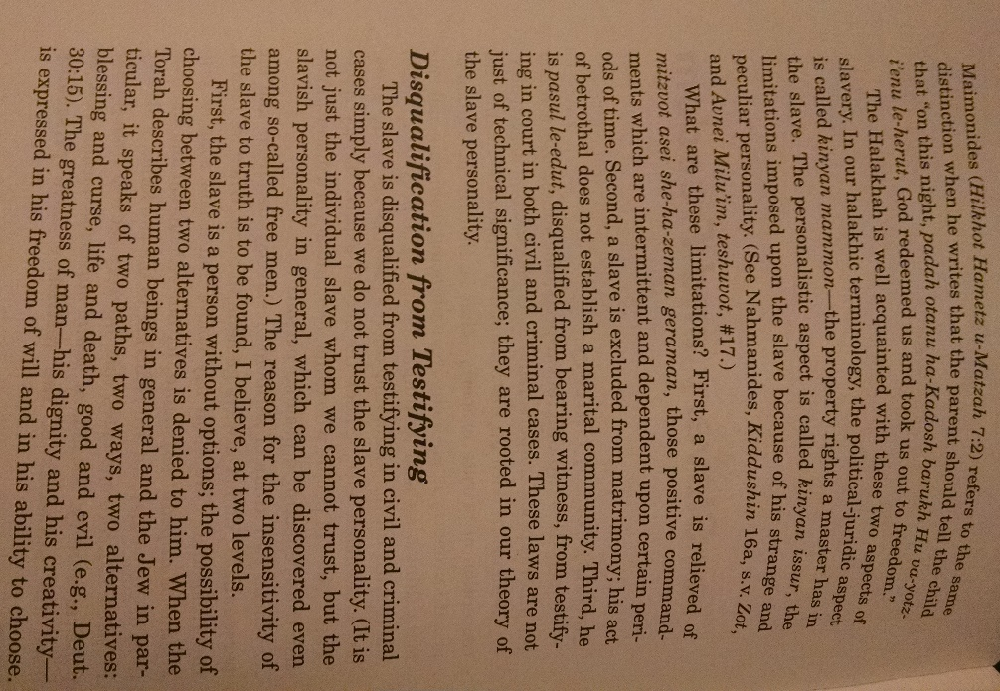 Maimonides (Hilkhot Hametz u-Matzah 7:2) refers to the same
distinction when he writes that the parent should tell the child
that "on this night, padah otanu ha-Kadosh barukh Hu va-yotz-
i'enu le-herut, God redeemed us and took us out to freedom."
The Halakhah is well acquainted with these two aspects of
slavery. In our halakhic terminology, the political-juridic aspect
is called kinyan mammon—the property rights a master has in
the slave. The personalistic aspect is called kinyan issur, the
limitations imposed upon the slave because of his strange and
peculiar personality. (See Nahmanides, Kiddushin 16a, s.v. Zot,
and Avnei Milu'im, teshuvot, #17.)
What are these limitations? First, a slave is relieved of
mitzvot asei she-ha-zeman geraman, those positive command-
ments which are intermittent and dependent upon certain peri-
ods of time. Second, a slave is excluded from matrimony; his act
of betrothal does not establish a marital community. Third, he
is pasul le-edut, disqualified from bearing witness, from testify-
ing in court in both civil and criminal cases. These laws are not
just of technical significance; they are rooted in our theory of
the slave personality.
Disqualification from Testifying
The slave is disqualified from testifying in civil and criminal
cases simply because we do not trust the slave personality. (It is
not just the individual slave whom we cannot trust, but the
slavish personality in general, which can be discovered even
among so-called free men.) The reason for the insensitivity of
the slave to truth is to be found, I believe, at two levels.
First, the slave is a person without options; the possibility of
choosing between two alternatives is denied to him. When the
Torah describes human beings in general and the Jew in par-
ticular, it speaks of two paths, two ways, two alternatives:
blessing and curse, life and death, good and evil (e.g., Deut.
30:15). The greatness of man—his dignity and his creativity—
is expressed in his freedom of will and in his ability to choose.